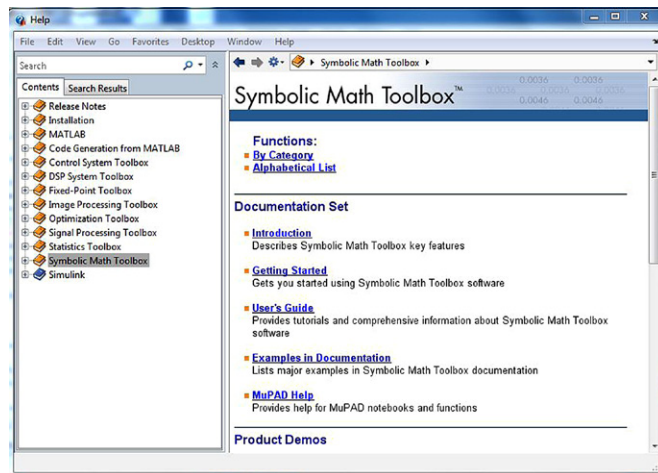 Help
File Edit View Go Favorites Desktop Window Help
Search
Contents Search Results
Release Notes
Installation
MATLAB
Code Generation from MATLAB
Control System Toolbox
DSP System Toolbox
Fixed-Point Toolbox
Image Processing Toolbox
Optimization Toolbox
Signal Processing Toolbox
Statistics Toolbox
Symbolic Math Toolbox
Simulink
Symbolic Math Toolbox
Symbolic Math Toolbox™
0.0036 0.0036
0.0046 0.0046
Functions:
By Category
Alphabetical List
Documentation Set
Introduction
Describes Symbolic Math Toolbox key features
Getting Started
Gets you started using Symbolic Math Toolbox software
User's Guide
Provides tutorials and comprehensive information about Symbolic Math Toolbox
software
Examples in Documentation
Lists major examples in Symbolic Math Toolbox documentation
MuPAD Help
Provides help for MuPAD notebooks and functions
Product Demos